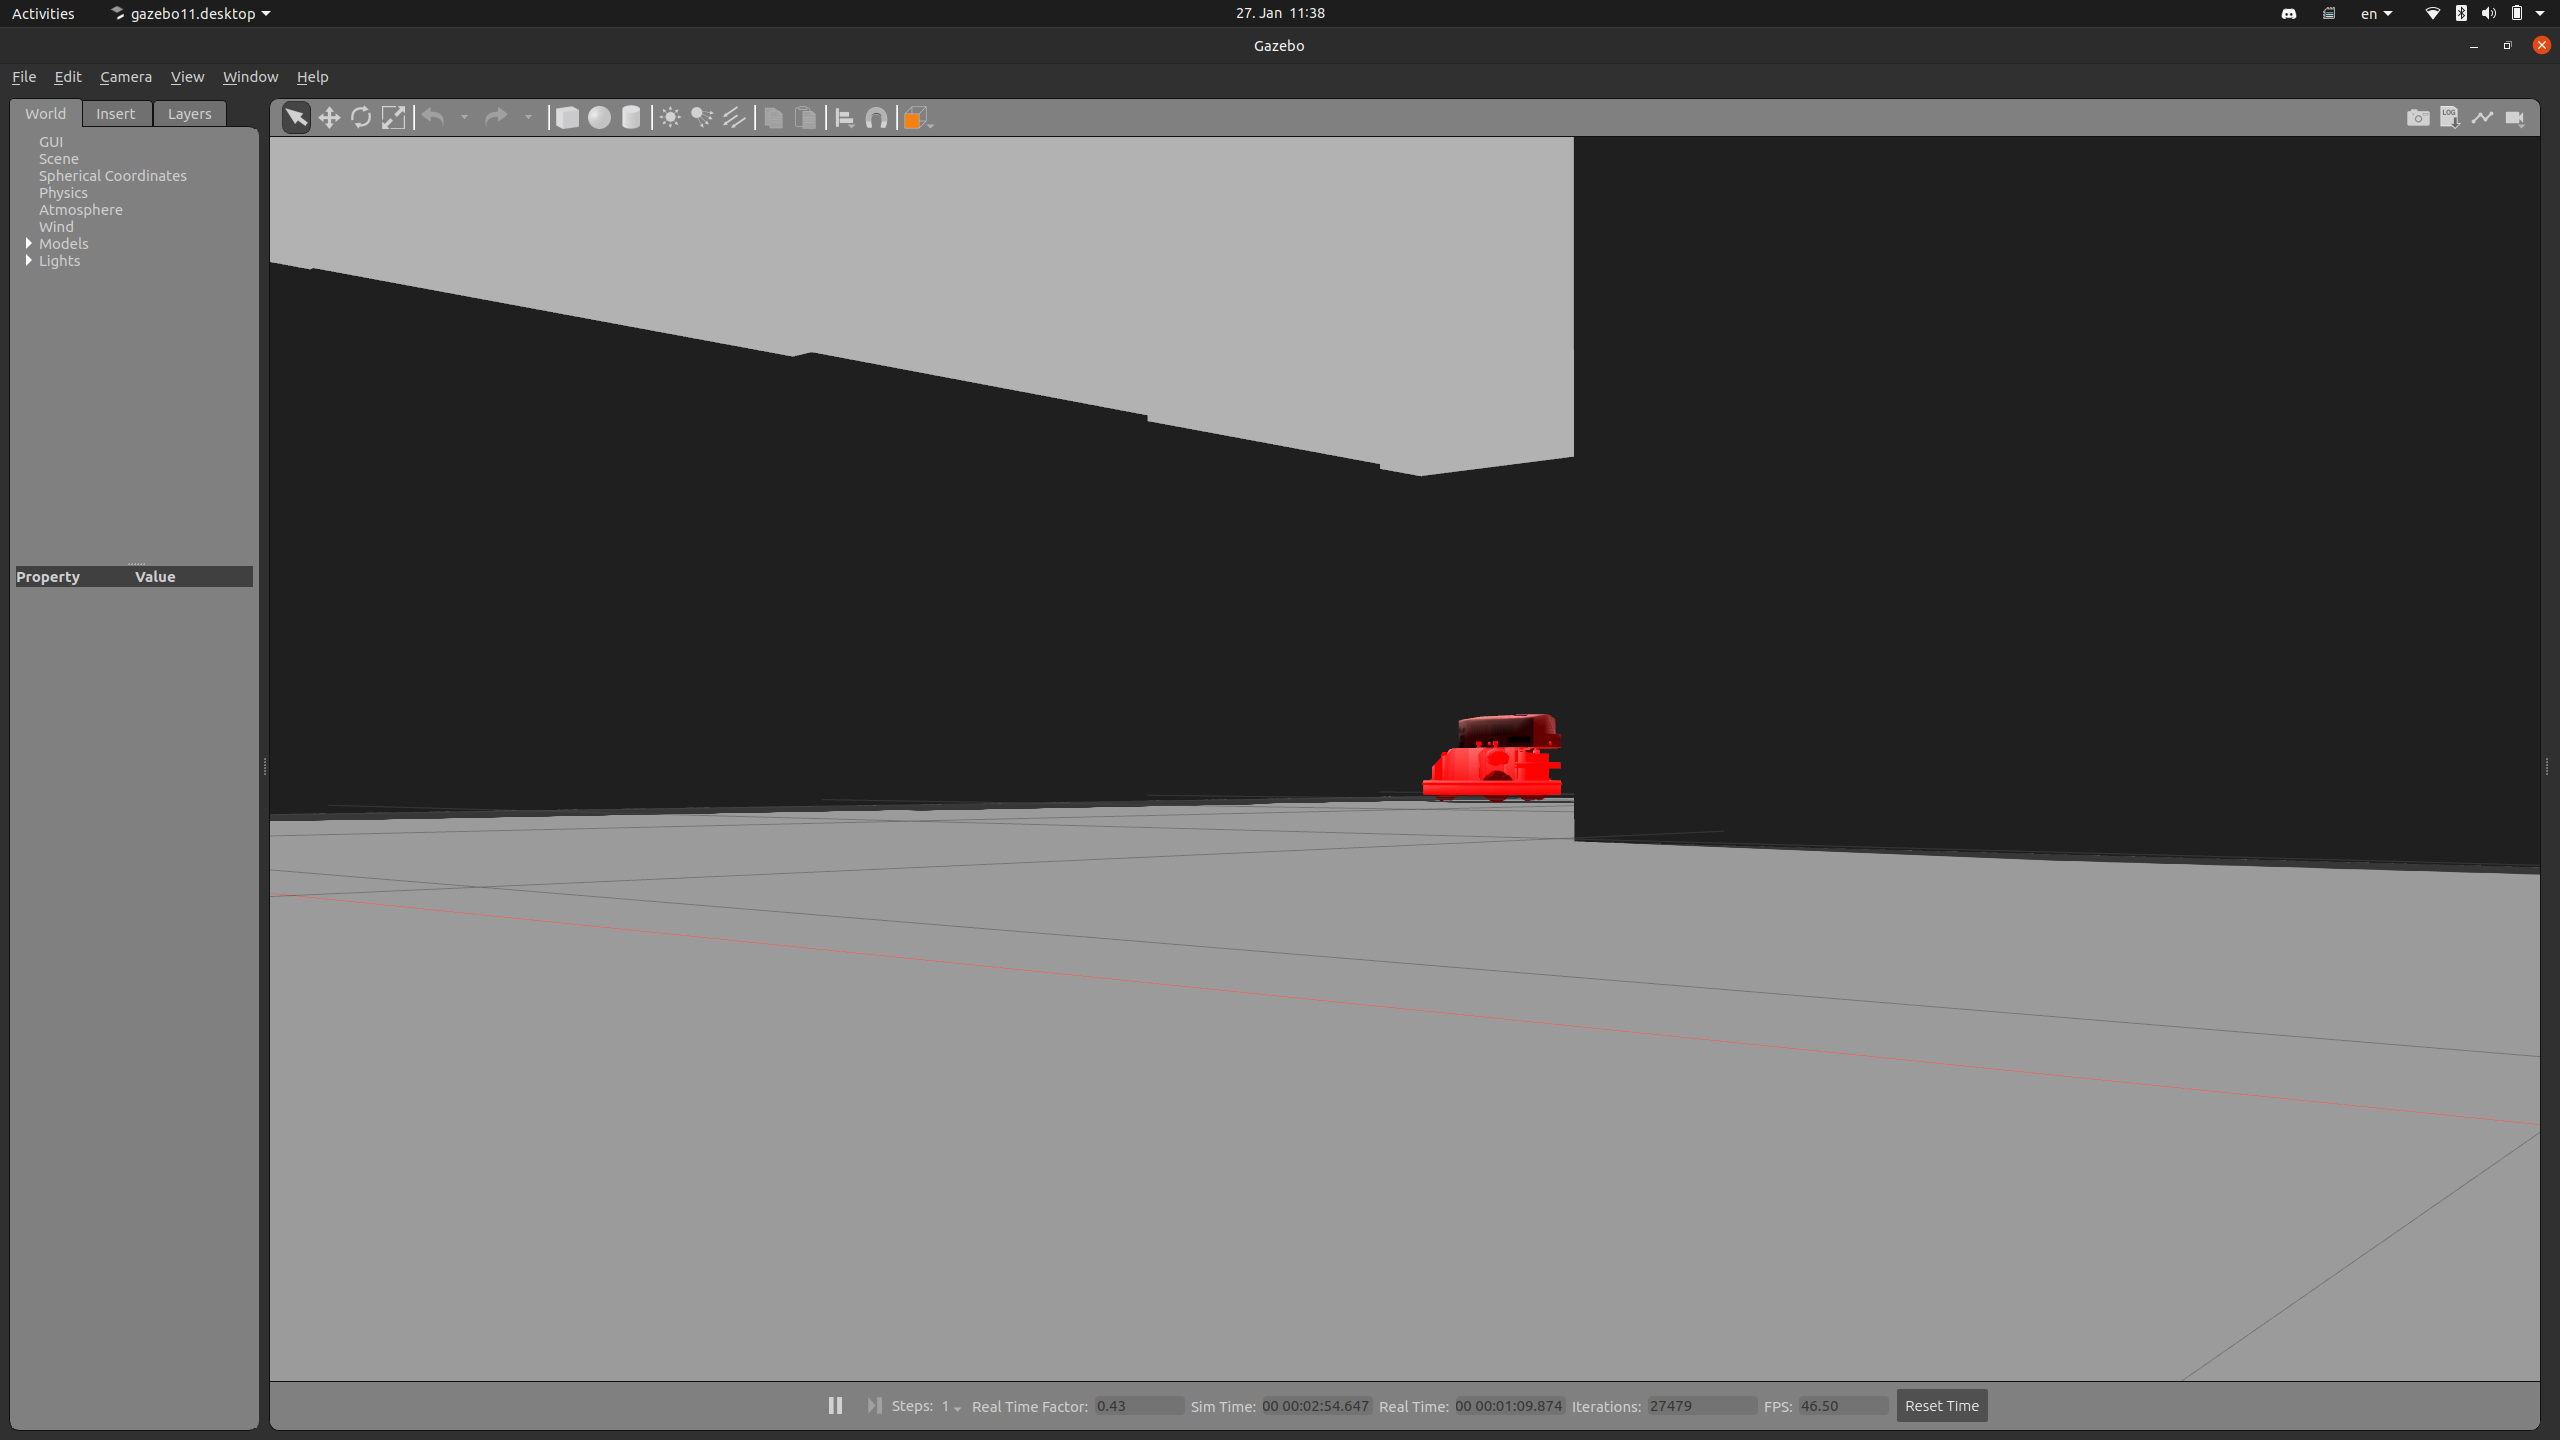 Activities gazebo11.desktop 27. Jan 11:38 en
Gazebo
File Edit Camera View Window Help
World Insert Layers
LOG
GUI
Scene
Spherical Coordinates
Physics
Atmosphere
Wind
Models
Lights
Property Value
Steps: 1 Real Time Factor: 0.43 Sim Time: 00 00:02:54.647 Real Time: 00 00:01:09.874 Iterations: 27479 FPS: 46.50 Reset Time